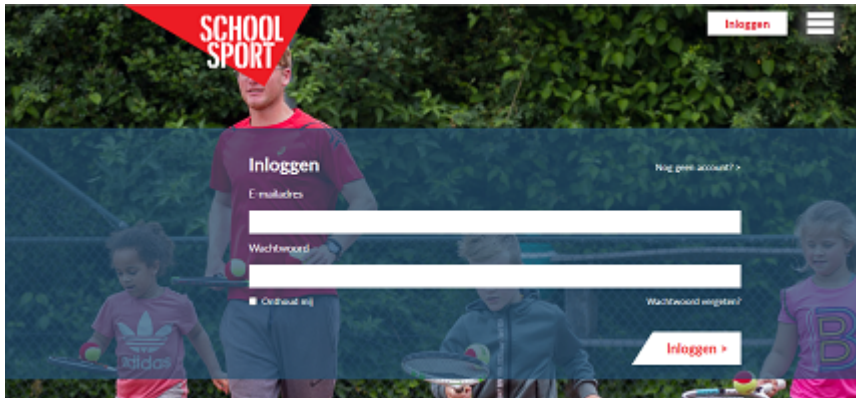 SCHOOL
SPORT
Inloggen
Inloggen
Nog geen account? >
E-mailadres
Wachtwoord
Onthoud mij
Wachtwoord vergeten?
Inloggen >
adidas
B